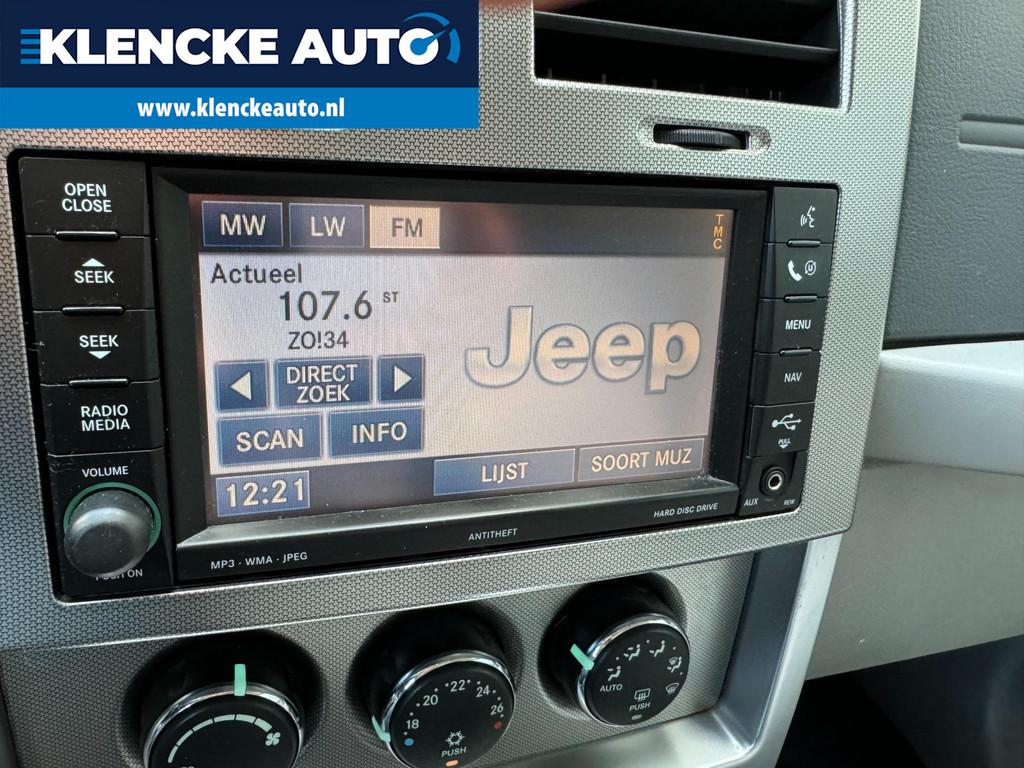 KLENCKE AUTO
www.klenckeauto.nl
OPEN
CLOSE
SEEK
SEEK
RADIO
MEDIA
VOLUME
PUSH ON
MW LW FM
TMC
Actueel
107.6 ST
ZO!34
DIRECT
ZOEK
SCAN INFO
12:21 LIJST SOORT MUZ
Jeep
MENU
NAV
PULL
AUX
MP3 · WMA · JPEG
ANTITHEFT
HARD DISC DRIVE
18 20 22 24 26
PUSH
AUTO
PUSH